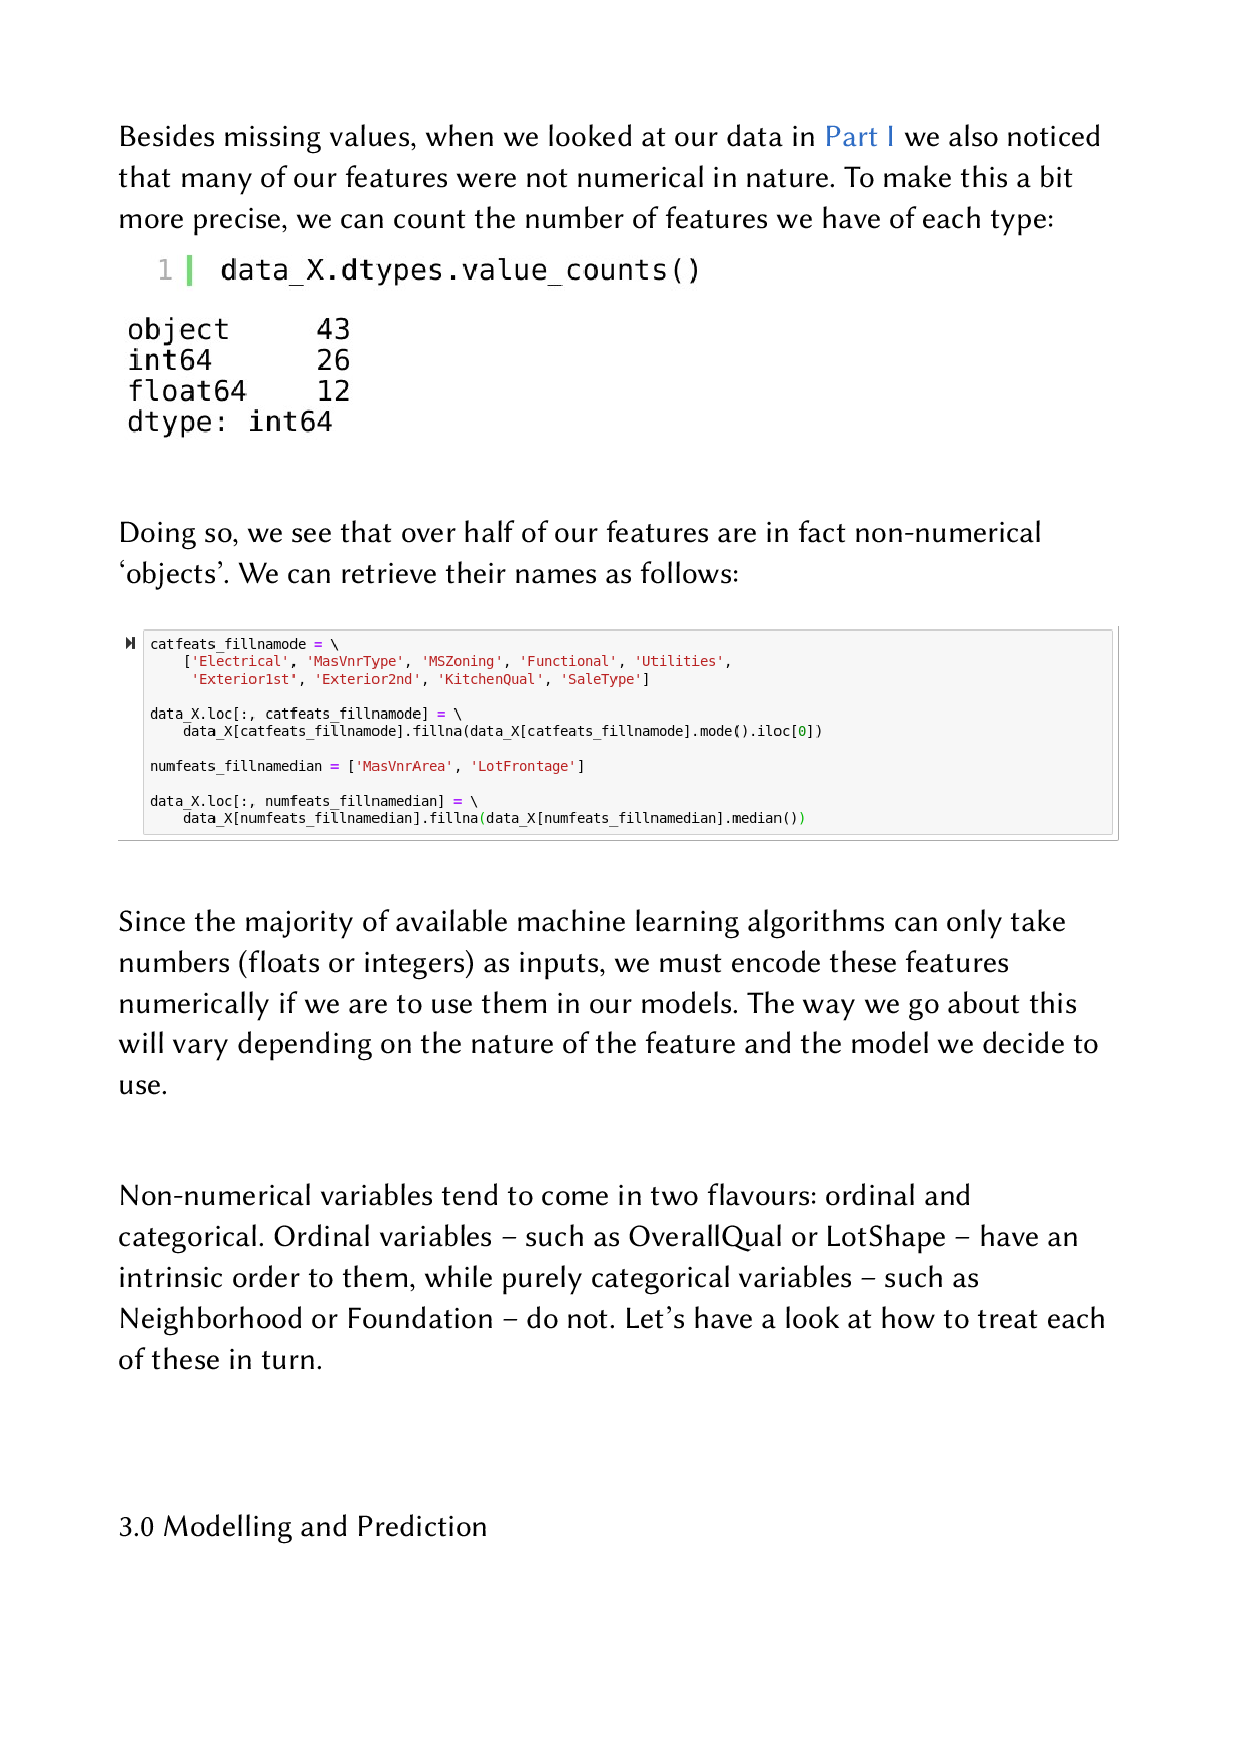 Besides missing values, when we looked at our data in Part I we also noticed
that many of our features were not numerical in nature. To make this a bit
more precise, we can count the number of features we have of each type:
1 data_X.dtypes.value_counts()
object 43
int64 26
float64 12
dtype: int64
Doing so, we see that over half of our features are in fact non-numerical
‘objects’. We can retrieve their names as follows:
catfeats_fillnamode = \
['Electrical', 'MasVnrType', 'MSZoning', 'Functional', 'Utilities',
'Exterior1st', 'Exterior2nd', 'KitchenQual', 'SaleType']
data_X.loc[:, catfeats_fillnamode] = \
data_X[catfeats_fillnamode].fillna(data_X[catfeats_fillnamode].mode().iloc[0])
numfeats_fillnamedian = ['MasVnrArea', 'LotFrontage']
data_X.loc[:, numfeats_fillnamedian] = \
data_X[numfeats_fillnamedian].fillna(data_X[numfeats_fillnamedian].median())
Since the majority of available machine learning algorithms can only take
numbers (floats or integers) as inputs, we must encode these features
numerically if we are to use them in our models. The way we go about this
will vary depending on the nature of the feature and the model we decide to
use.
Non-numerical variables tend to come in two flavours: ordinal and
categorical. Ordinal variables – such as OverallQual or LotShape – have an
intrinsic order to them, while purely categorical variables – such as
Neighborhood or Foundation – do not. Let’s have a look at how to treat each
of these in turn.
3.0 Modelling and Prediction